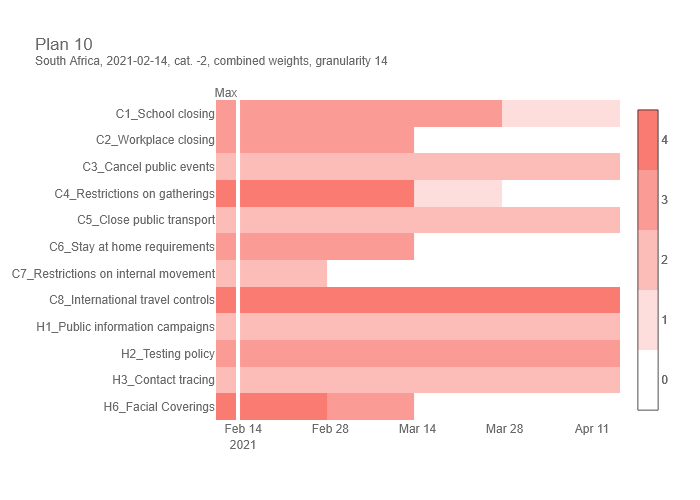 Plan 10
South Africa, 2021-02-14, cat. -2, combined weights, granularity 14
Max
C1_School closing
C2_Workplace closing
C3_Cancel public events
C4_Restrictions on gatherings
C5_Close public transport
C6_Stay at home requirements
C7_Restrictions on internal movement
C8_International travel controls
H1_Public information campaigns
H2_Testing policy
H3_Contact tracing
H6_Facial Coverings
Feb 14 Feb 28 Mar 14 Mar 28 Apr 11
2021
4
3
2
1
0